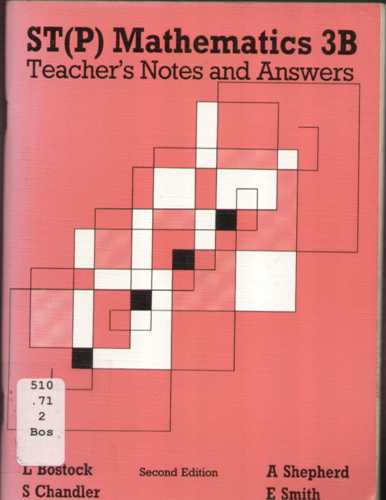 ST(P) Mathematics 3B
Teacher's Notes and Answers
510
.71
2
Bos
L Bostock
Second Edition
A Shepherd
S Chandler
E Smith